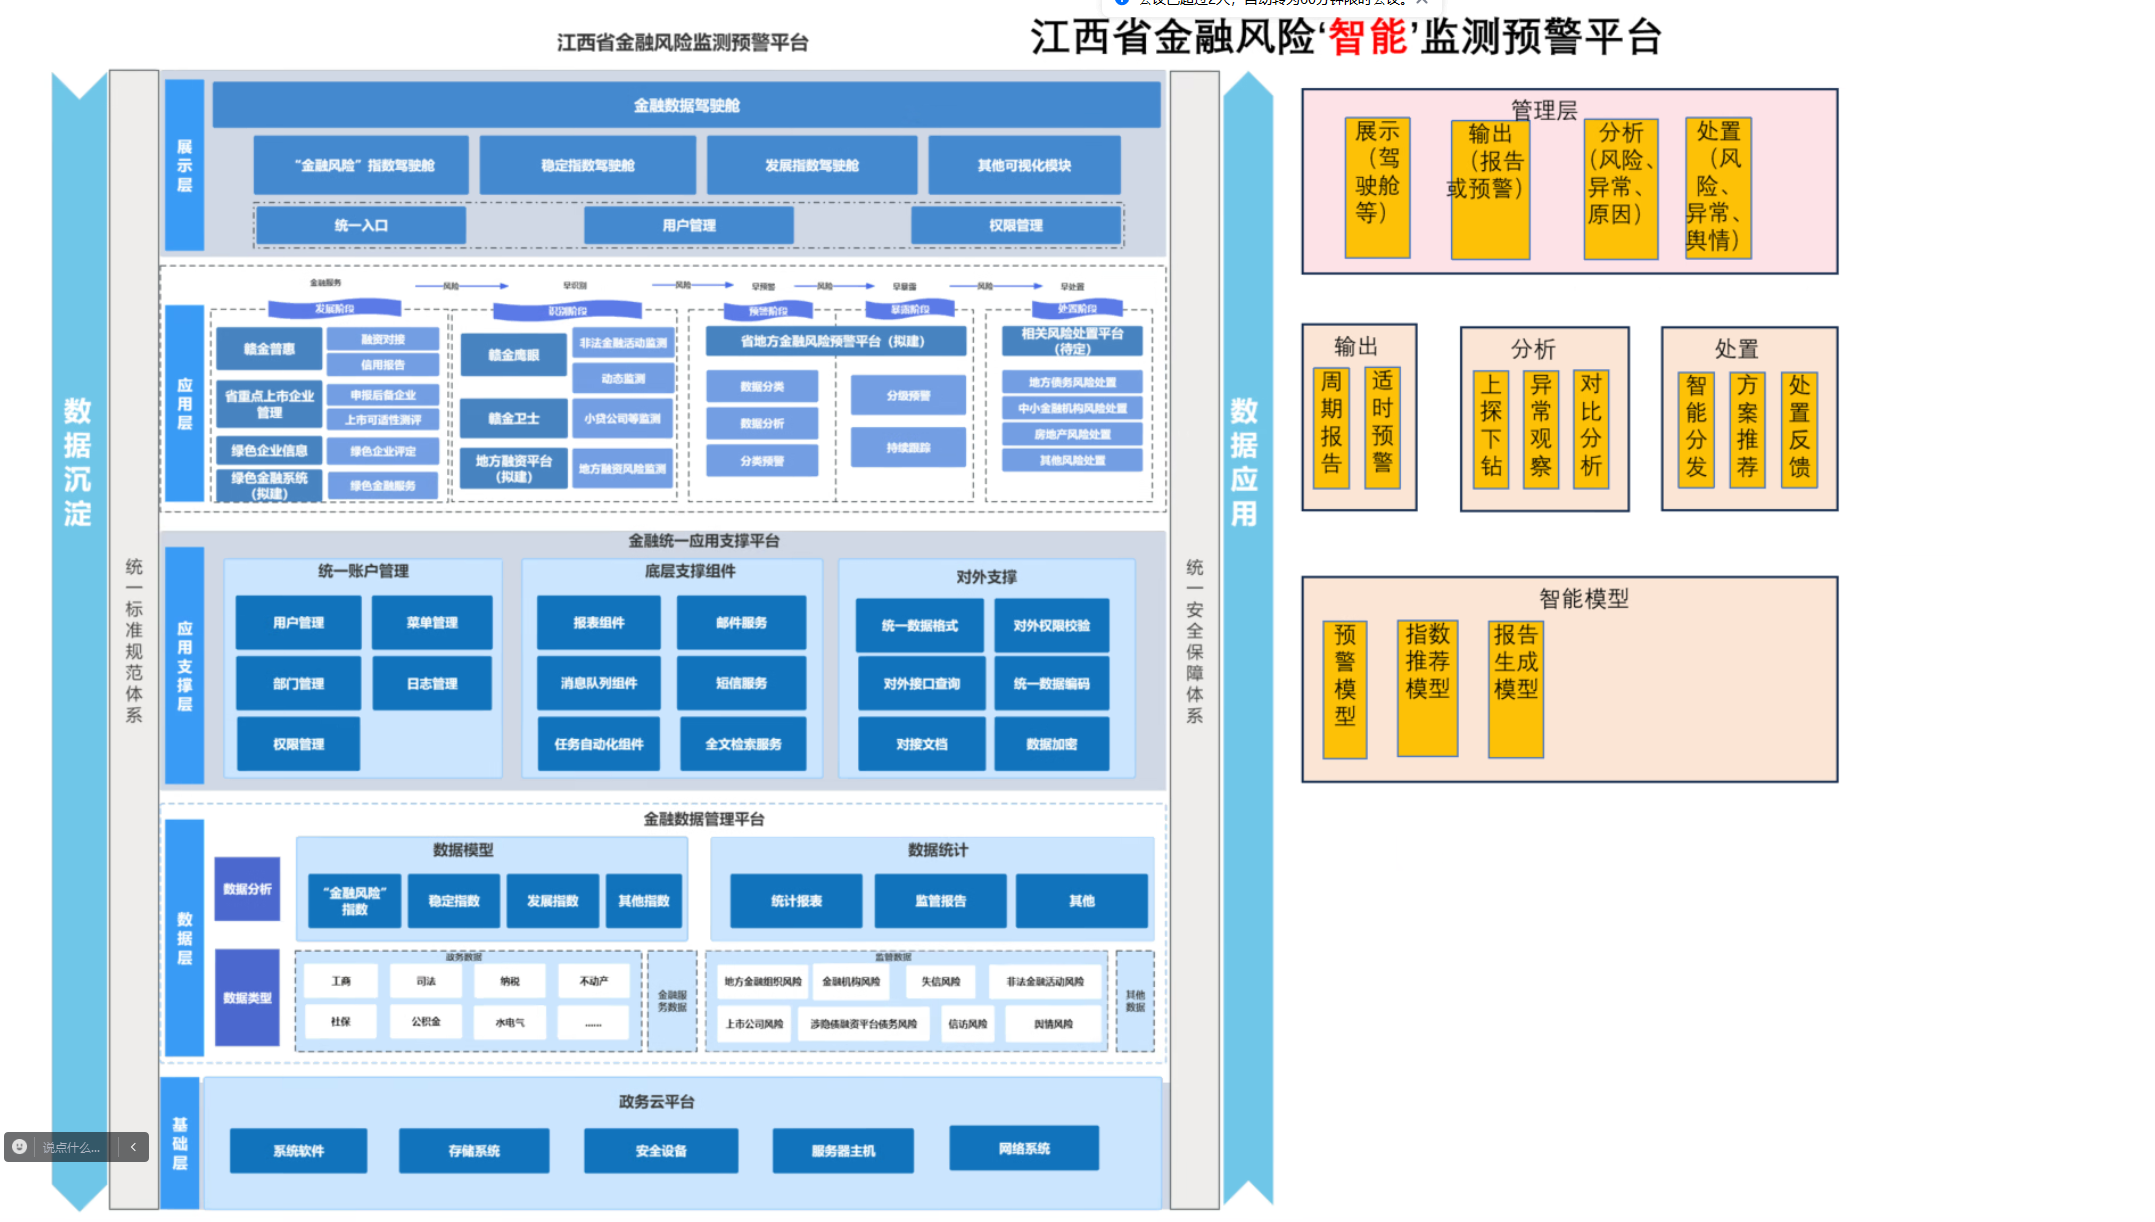 江西省金融风险监测预警平台
江西省金融风险‘智能’监测预警平台
数据沉淀
统一标准规范体系
展示层
金融数据驾驶舱
“金融风险”指数驾驶舱
稳定指数驾驶舱
发展指数驾驶舱
其他可视化模块
统一入口
用户管理
权限管理
应用层
金融服务
风险
早识别
风险
早预警
风险
早暴露
风险
早处置
发展阶段
识别阶段
预警阶段
暴露阶段
处置阶段
赣金普惠
融资对接
信用报告
省重点上市企业
管理
申报后备企业
上市可适性测评
绿色企业信息
绿色企业评定
绿色金融系统
(拟建)
绿色金融服务
赣金鹰眼
非法金融活动监测
动态监测
赣金卫士
小贷公司等监测
地方融资平台
(拟建)
地方融资风险监测
省地方金融风险预警平台（拟建）
数据分类
数据分析
分类预警
分级预警
持续跟踪
相关风险处置平台
(待定)
地方债务风险处置
中小金融机构风险处置
房地产风险处置
其他风险处置
应用支撑层
金融统一应用支撑平台
统一账户管理
用户管理
菜单管理
部门管理
日志管理
权限管理
底层支撑组件
报表组件
邮件服务
消息队列组件
短信服务
任务自动化组件
全文检索服务
对外支撑
统一数据格式
对外权限校验
对外接口查询
统一数据编码
对接文档
数据加密
数据层
金融数据管理平台
数据分析
数据模型
“金融风险”
指数
稳定指数
发展指数
其他指数
数据统计
统计报表
监管报告
其他
数据类型
政务数据
工商
司法
纳税
不动产
社保
公积金
水电气
......
金融服
务数据
监管数据
地方金融组织风险
金融机构风险
失信风险
非法金融活动风险
上市公司风险
涉隐债融资平台债务风险
信访风险
舆情风险
其他
数据
基础层
政务云平台
系统软件
存储系统
安全设备
服务器主机
网络系统
统一安全保障体系
数据应用
管理层
展示
（驾
驶舱
等）
输出
（报告
或预警）
分析
（风险、
异常、
原因）
处置
（风
险、
异常、
舆情）
输出
周期报告
适时预警
分析
上探下钻
异常观察
对比分析
处置
智能分发
方案推荐
处置反馈
智能模型
预警模型
指数
推荐
模型
报告
生成
模型
说点什么...